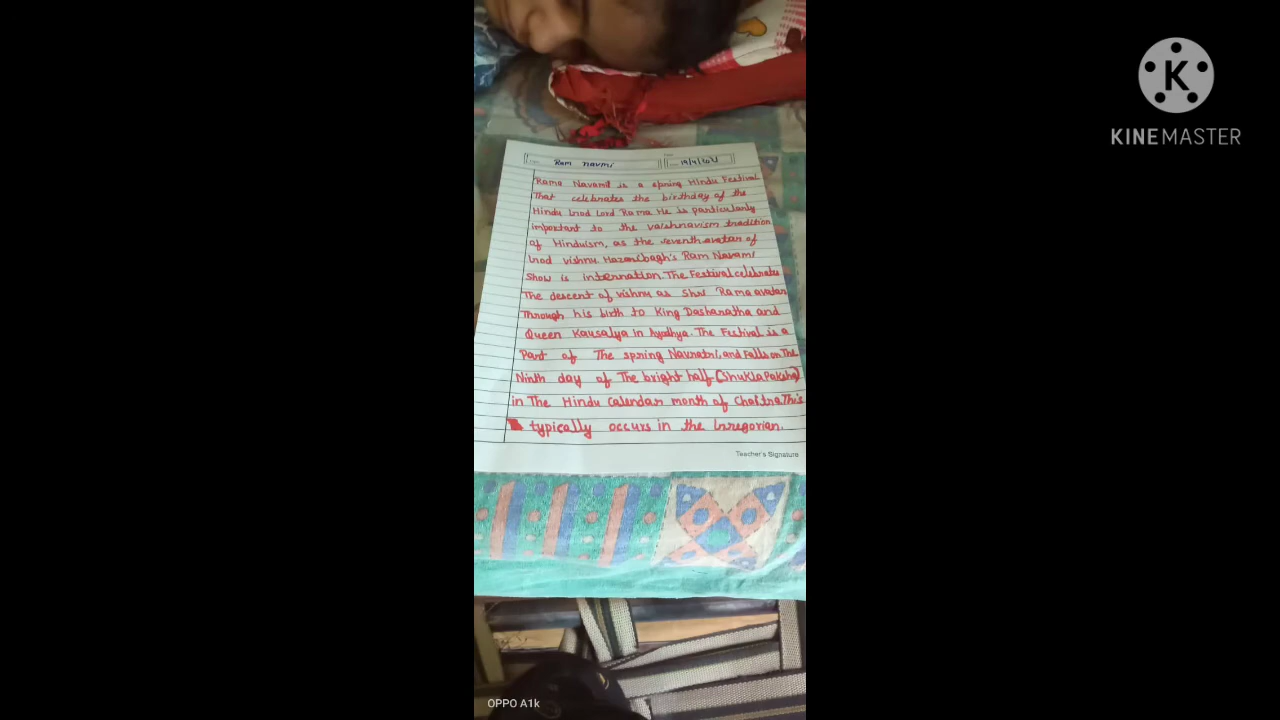 KINEMASTER
Ram navmi
19/4/2021
Rama Navami is a spring Hindu Festival
That celebrates the birthday of the
Hindu God Lord Rama. He is particularly
important to the vaishnavism tradition
of Hinduism, as the seventh avatar of
God vishnu. Hazaribagh's Ram Navami
Show is internation. The Festival celebrates
The descent of vishnu as Shri Rama avatar
Through his birth to King Dasharatha and
Queen Kausalya in Ayodhya. The Festival is a
Part of The spring Navratri, and Falls on The
Ninth day of The bright half (Shukla Paksha)
in The Hindu Calendar month of Chaitra. This
typically occurs in the Gregorian.
Teacher's Signature
OPPO A1k